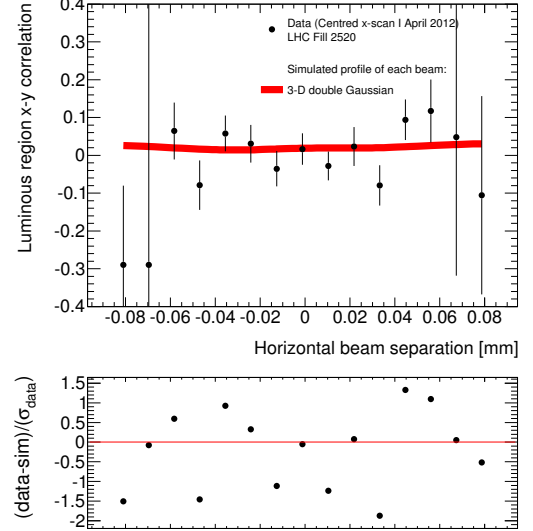 Luminous region x-y correlation
0.4
0.3
0.2
0.1
0
-0.1
-0.2
-0.3
-0.4
Data (Centred x-scan I April 2012)
LHC Fill 2520
Simulated profile of each beam:
3-D double Gaussian
-0.08 -0.06 -0.04 -0.02 0 0.02 0.04 0.06 0.08
Horizontal beam separation [mm]
(data-sim)/(σdata)
1.5
1
0.5
0
-0.5
-1
-1.5
-2